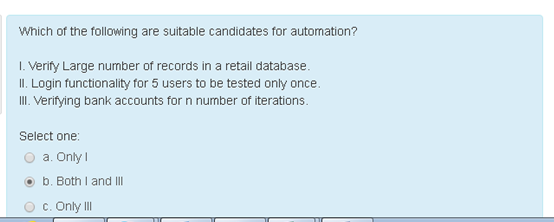 Which of the following are suitable candidates for automation?
I. Verify Large number of records in a retail database.
II. Login functionality for 5 users to be tested only once.
III. Verifying bank accounts for n number of iterations.
Select one:
a. Only I
b. Both I and III
c. Only III